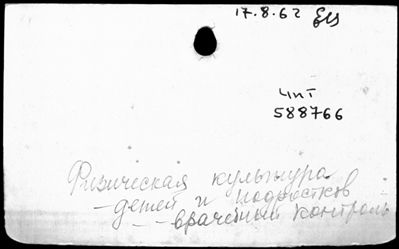 17.8.62
чит
588766
Физическая культура
детей и подростков -
- врачебный контроль